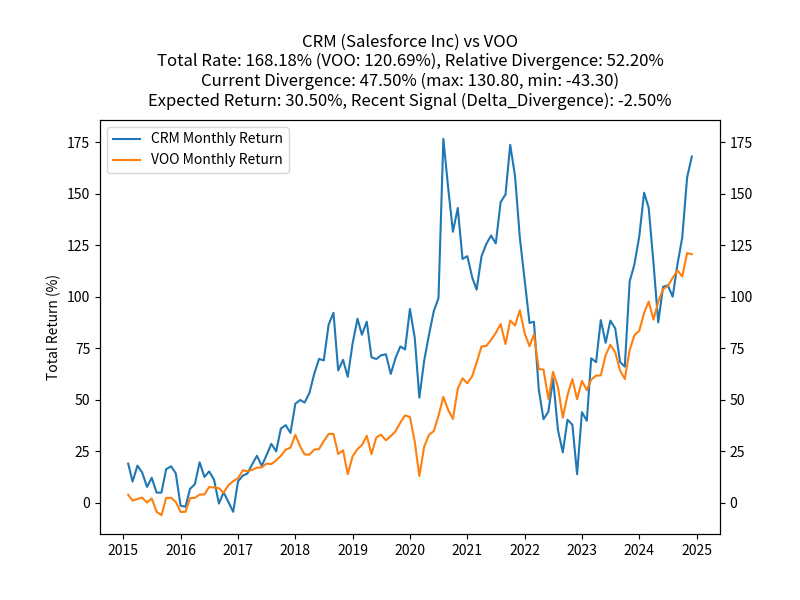 CRM (Salesforce Inc) vs VOO
Total Rate: 168.18% (VOO: 120.69%), Relative Divergence: 52.20%
Current Divergence: 47.50% (max: 130.80, min: -43.30)
Expected Return: 30.50%, Recent Signal (Delta_Divergence): -2.50%
CRM Monthly Return
VOO Monthly Return
Total Return (%)
175
150
125
100
75
50
25
0
175
150
125
100
75
50
25
0
2015 2016 2017 2018 2019 2020 2021 2022 2023 2024 2025